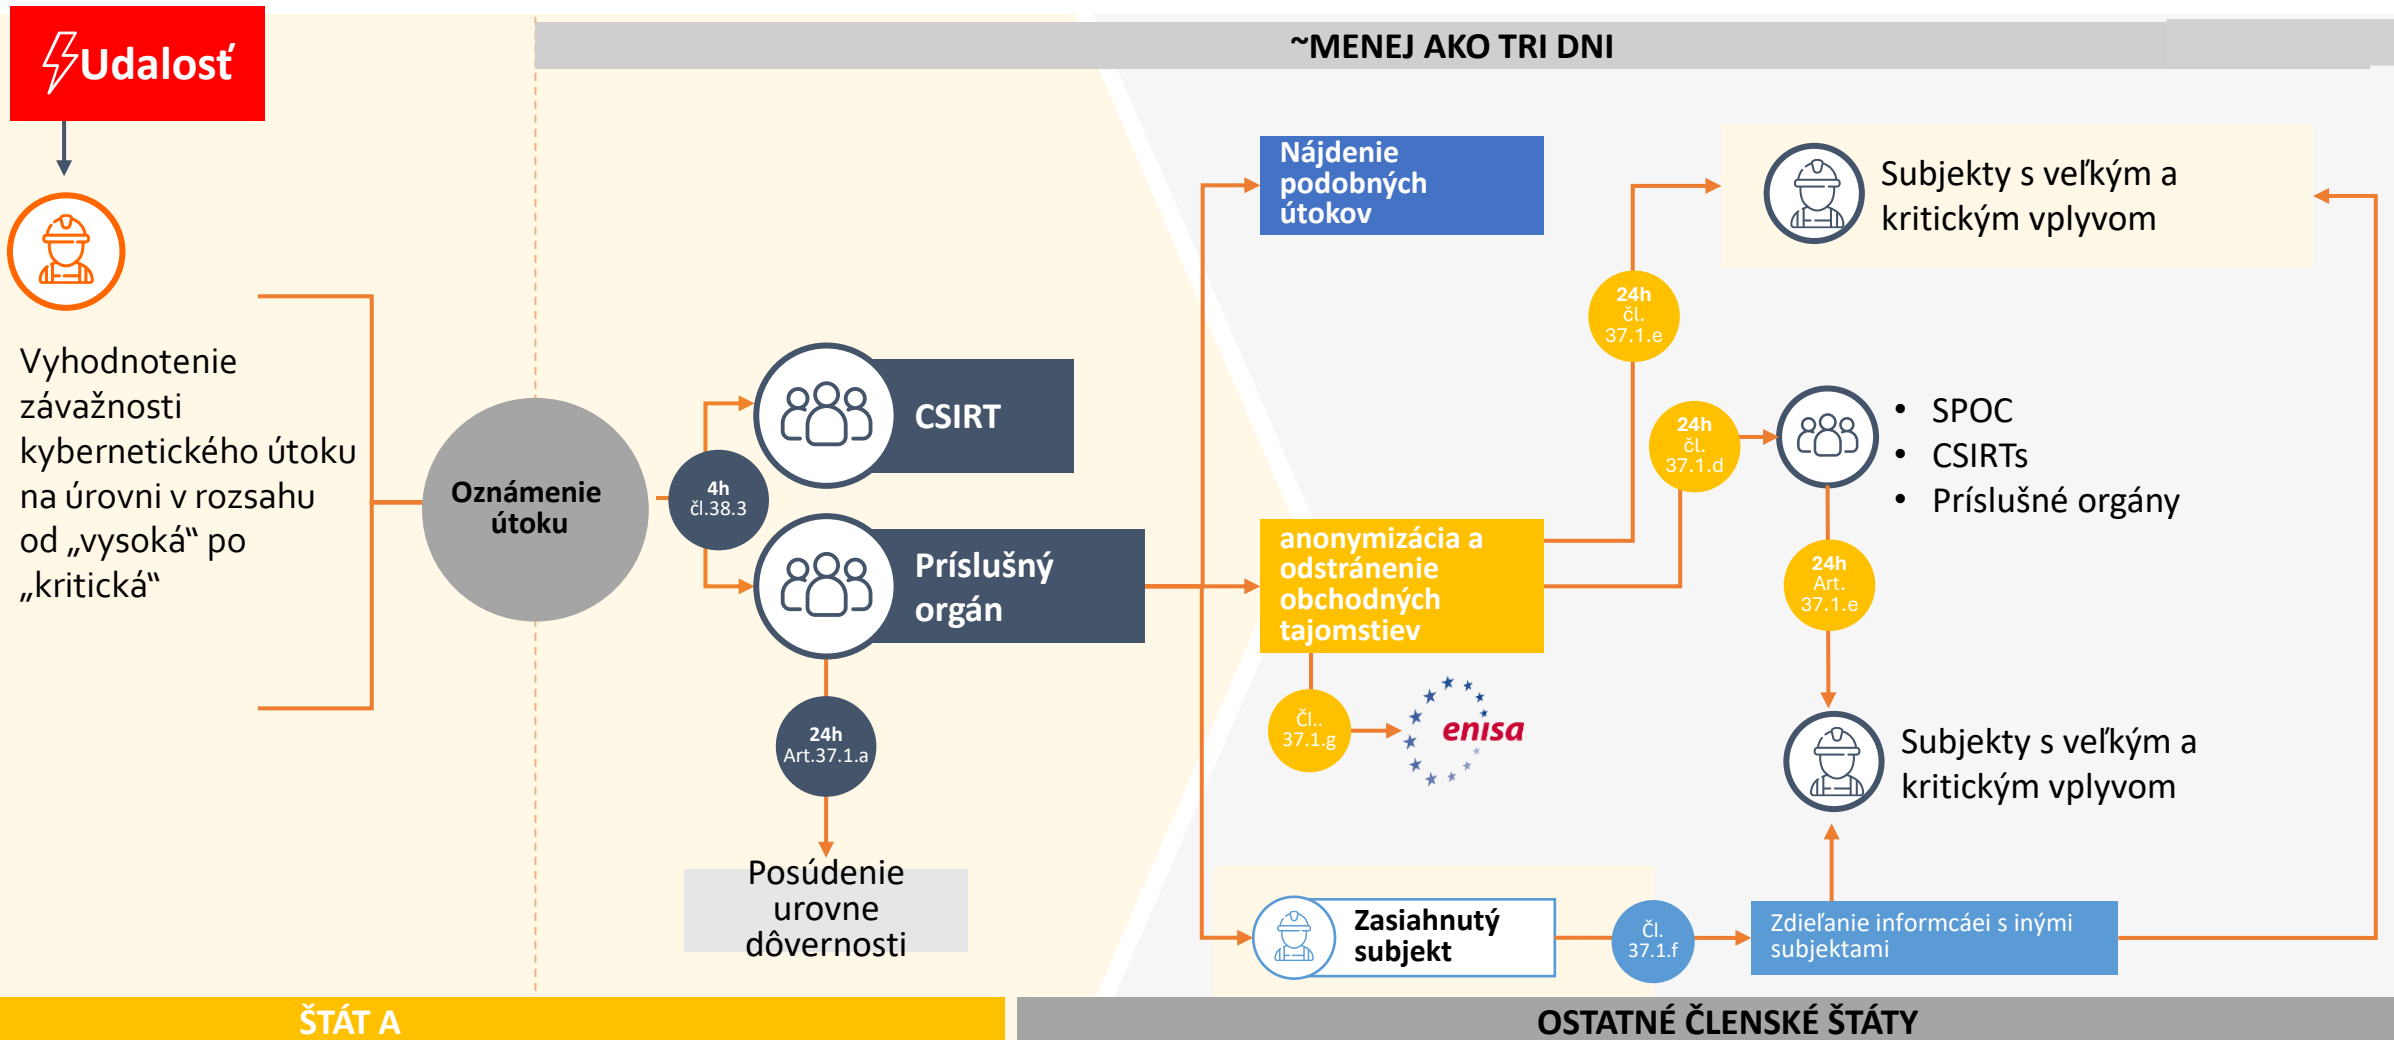 Udalosť
~MENEJ AKO TRI DNI
Vyhodnotenie
závažnosti
kybernetického útoku
na úrovni v rozsahu
od „vysoká“ po
„kritická“
Oznámenie
útoku
4h
čl.38.3
CSIRT
Príslušný
orgán
24h
Art.37.1.a
Posúdenie
urovne
dôvernosti
Nájdenie
podobných
útokov
anonymizácia a
odstránenie
obchodných
tajomstiev
Čl..
37.1.g
enisa
24h
čl.
37.1.e
24h
čl.
37.1.d
Subjekty s veľkým a
kritickým vplyvom
• SPOC
• CSIRTs
• Príslušné orgány
24h
Art.
37.1.e
Subjekty s veľkým a
kritickým vplyvom
Zasiahnutý
subjekt
Čl.
37.1.f
Zdieľanie informcáei s inými
subjektami
ŠTÁT A
OSTATNÉ ČLENSKÉ ŠTÁTY